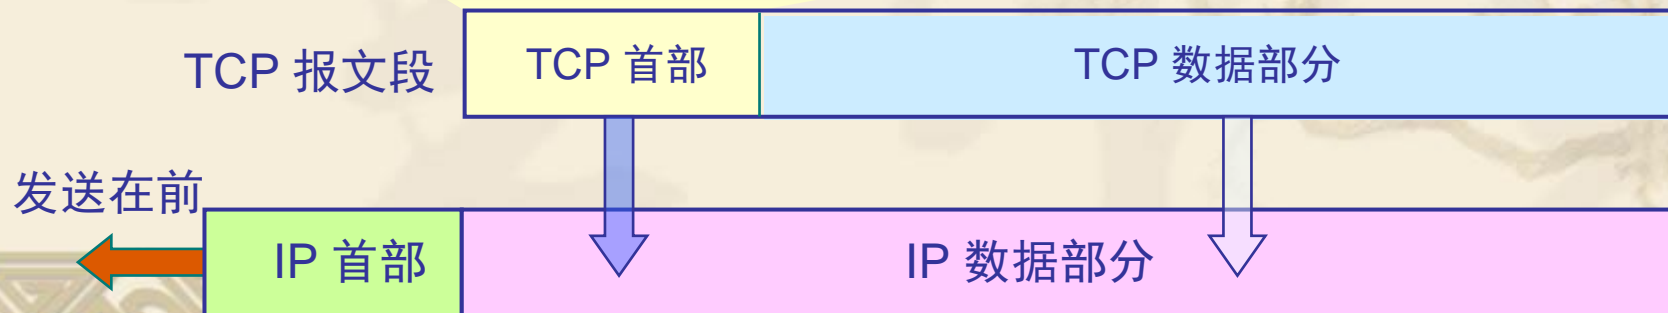 TCP 报文段 TCP 首部 TCP 数据部分
发送在前
IP 首部 IP 数据部分